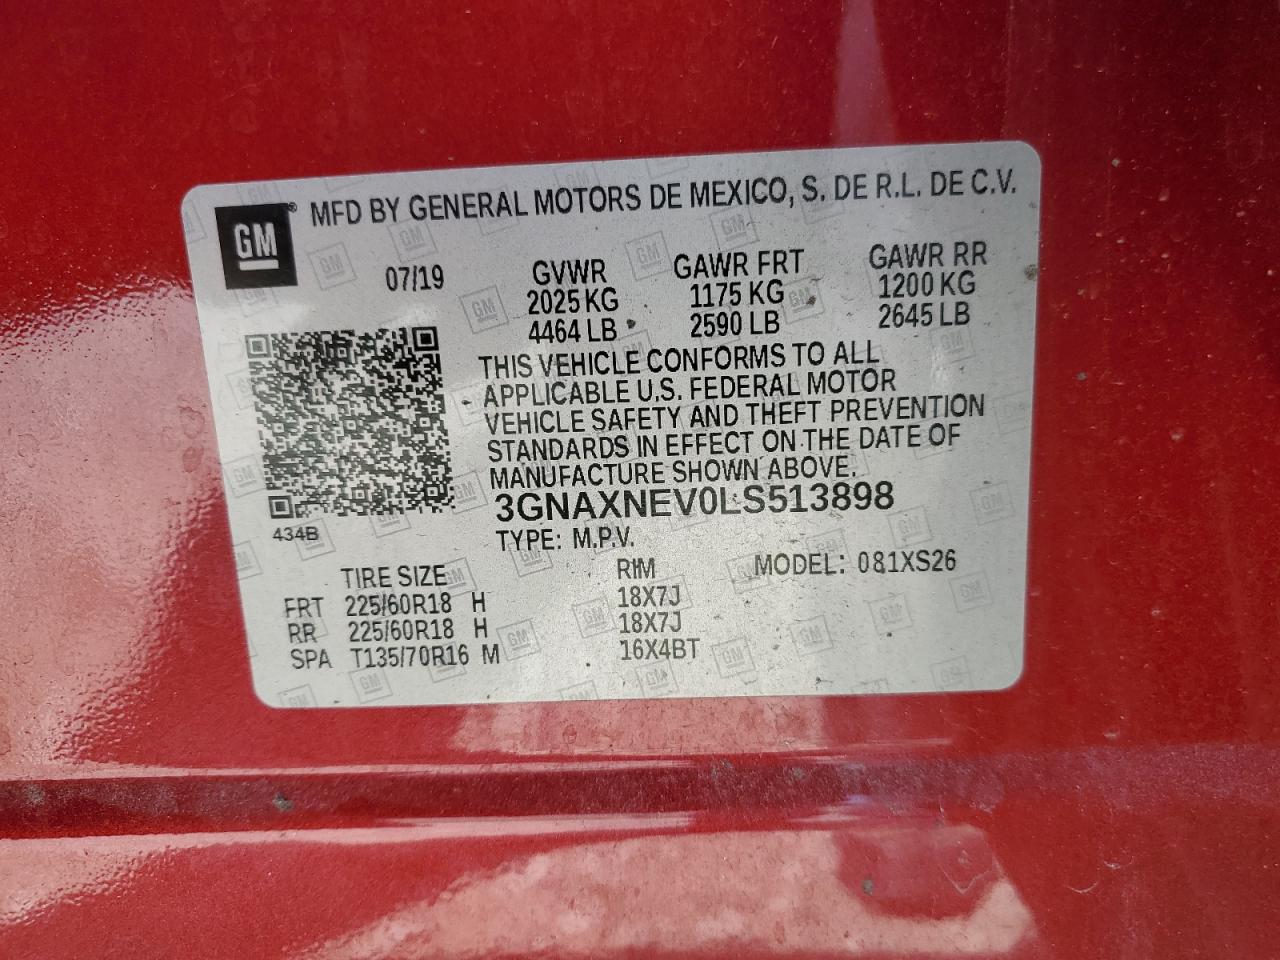 GM® MFD BY GENERAL MOTORS DE MEXICO, S. DE R.L. DE C.V.
07/19 GVWR GAWR FRT GAWR RR
2025 KG 1175 KG 1200 KG
4464 LB 2590 LB 2645 LB
THIS VEHICLE CONFORMS TO ALL
APPLICABLE U.S. FEDERAL MOTOR
VEHICLE SAFETY AND THEFT PREVENTION
STANDARDS IN EFFECT ON THE DATE OF
MANUFACTURE SHOWN ABOVE.
3GNAXNEV0LS513898
434B
TYPE: M.P.V.
TIRE SIZE RIM MODEL: 081XS26
FRT 225/60R18 H 18X7J
RR 225/60R18 H 18X7J
SPA T135/70R16 M 16X4BT